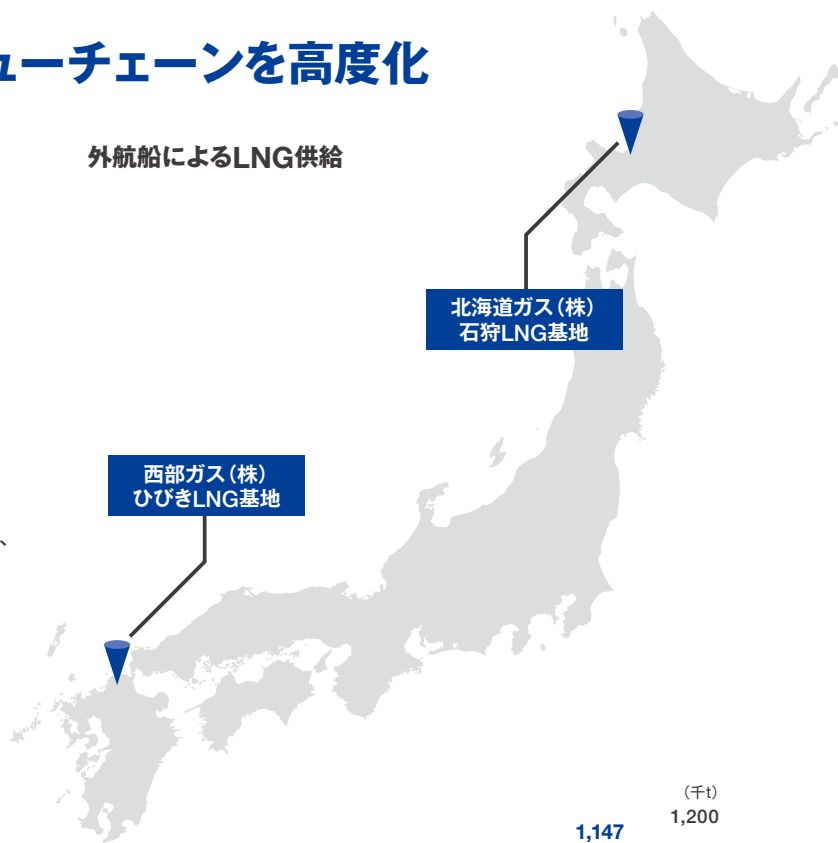 ューチェーンを高度化
外航船によるLNG供給
北海道ガス（株）
石狩LNG基地
西部ガス（株）
ひびきLNG基地
、
（千t）
1,200
1,147